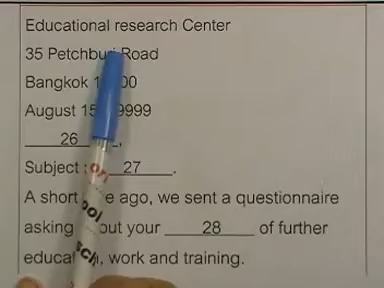 Educational research Center
35 Petchburi Road
Bangkok
August 15 9999
26 ,
Subject : 27 .
A short ago, we sent a questionnaire
asking your 28 of further
work and training.